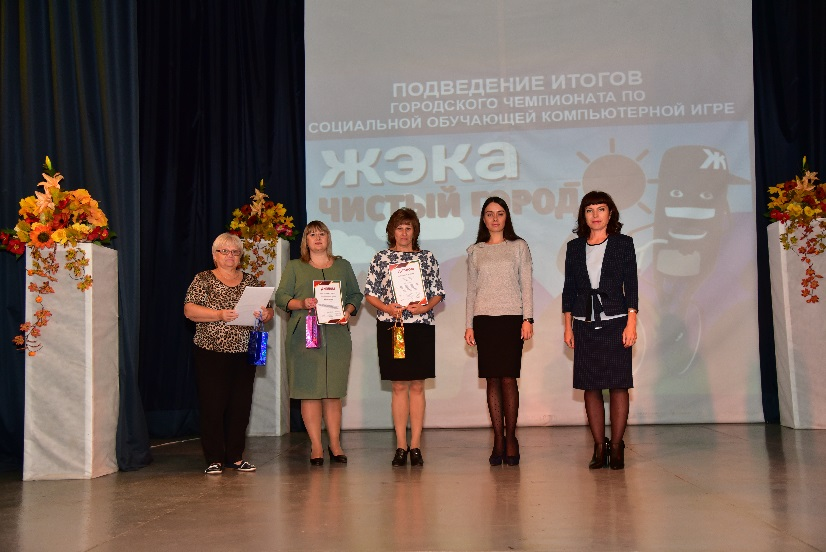 ПОДВЕДЕНИЕ ИТОГОВ
ГОРОДСКОГО ЧЕМПИОНАТА ПО
СОЦИАЛЬНОЙ ОБУЧАЮЩЕЙ КОМПЬЮТЕРНОЙ ИГРЕ
ЖЭКА
ЧИСТЫЙ ГОРОД
Ж